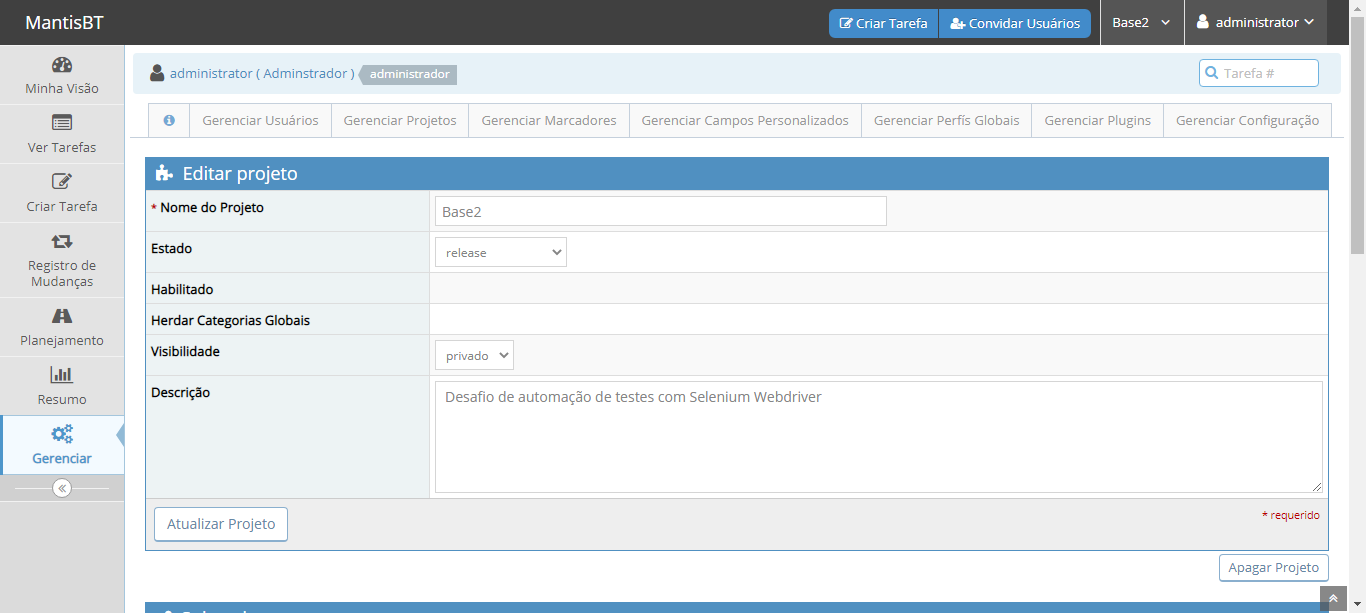 MantisBT
Criar Tarefa
Convidar Usuários
Base2
administrator
Minha Visão
Ver Tarefas
Criar Tarefa
Registro de
Mudanças
Planejamento
Resumo
Gerenciar
administrator ( Adminstrador )
administrador
Tarefa #
Gerenciar Usuários
Gerenciar Projetos
Gerenciar Marcadores
Gerenciar Campos Personalizados
Gerenciar Perfís Globais
Gerenciar Plugins
Gerenciar Configuração
Editar projeto
* Nome do Projeto
Base2
Estado
release
Habilitado
Herdar Categorias Globais
Visibilidade
privado
Descrição
Desafio de automação de testes com Selenium Webdriver
Atualizar Projeto
* requerido
Apagar Projeto